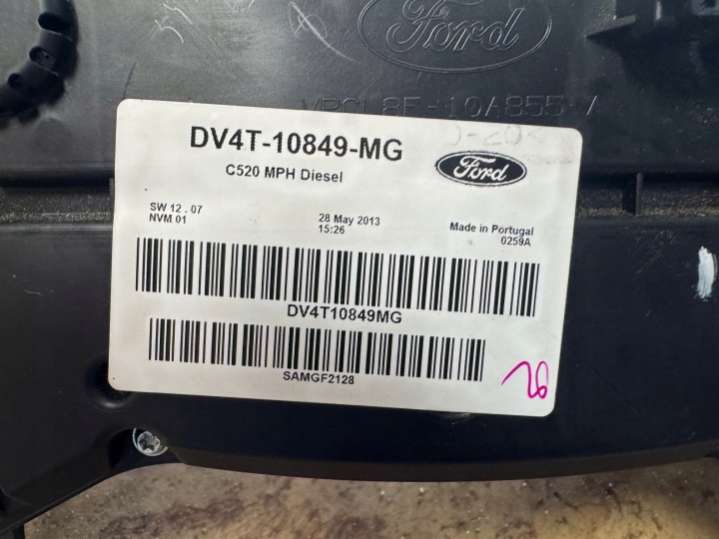 Ford
DV4T-10849-MG
Ford
C520 MPH Diesel
SW 12 . 07
NVM 01
28 May 2013
15:26
Made in Portugal
0259A
DV4T10849MG
SAMGF2128